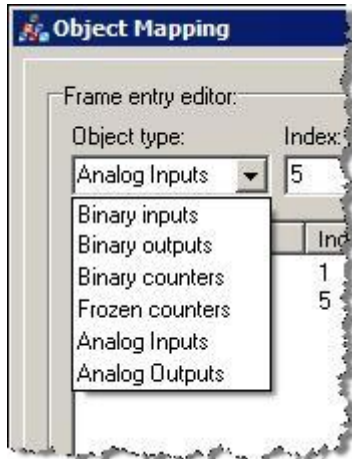 Object Mapping
Frame entry editor:
Object type: Index:
Analog Inputs 5
Binary inputs
Binary outputs
Binary counters
Frozen counters
Analog Inputs
Analog Outputs
1
5